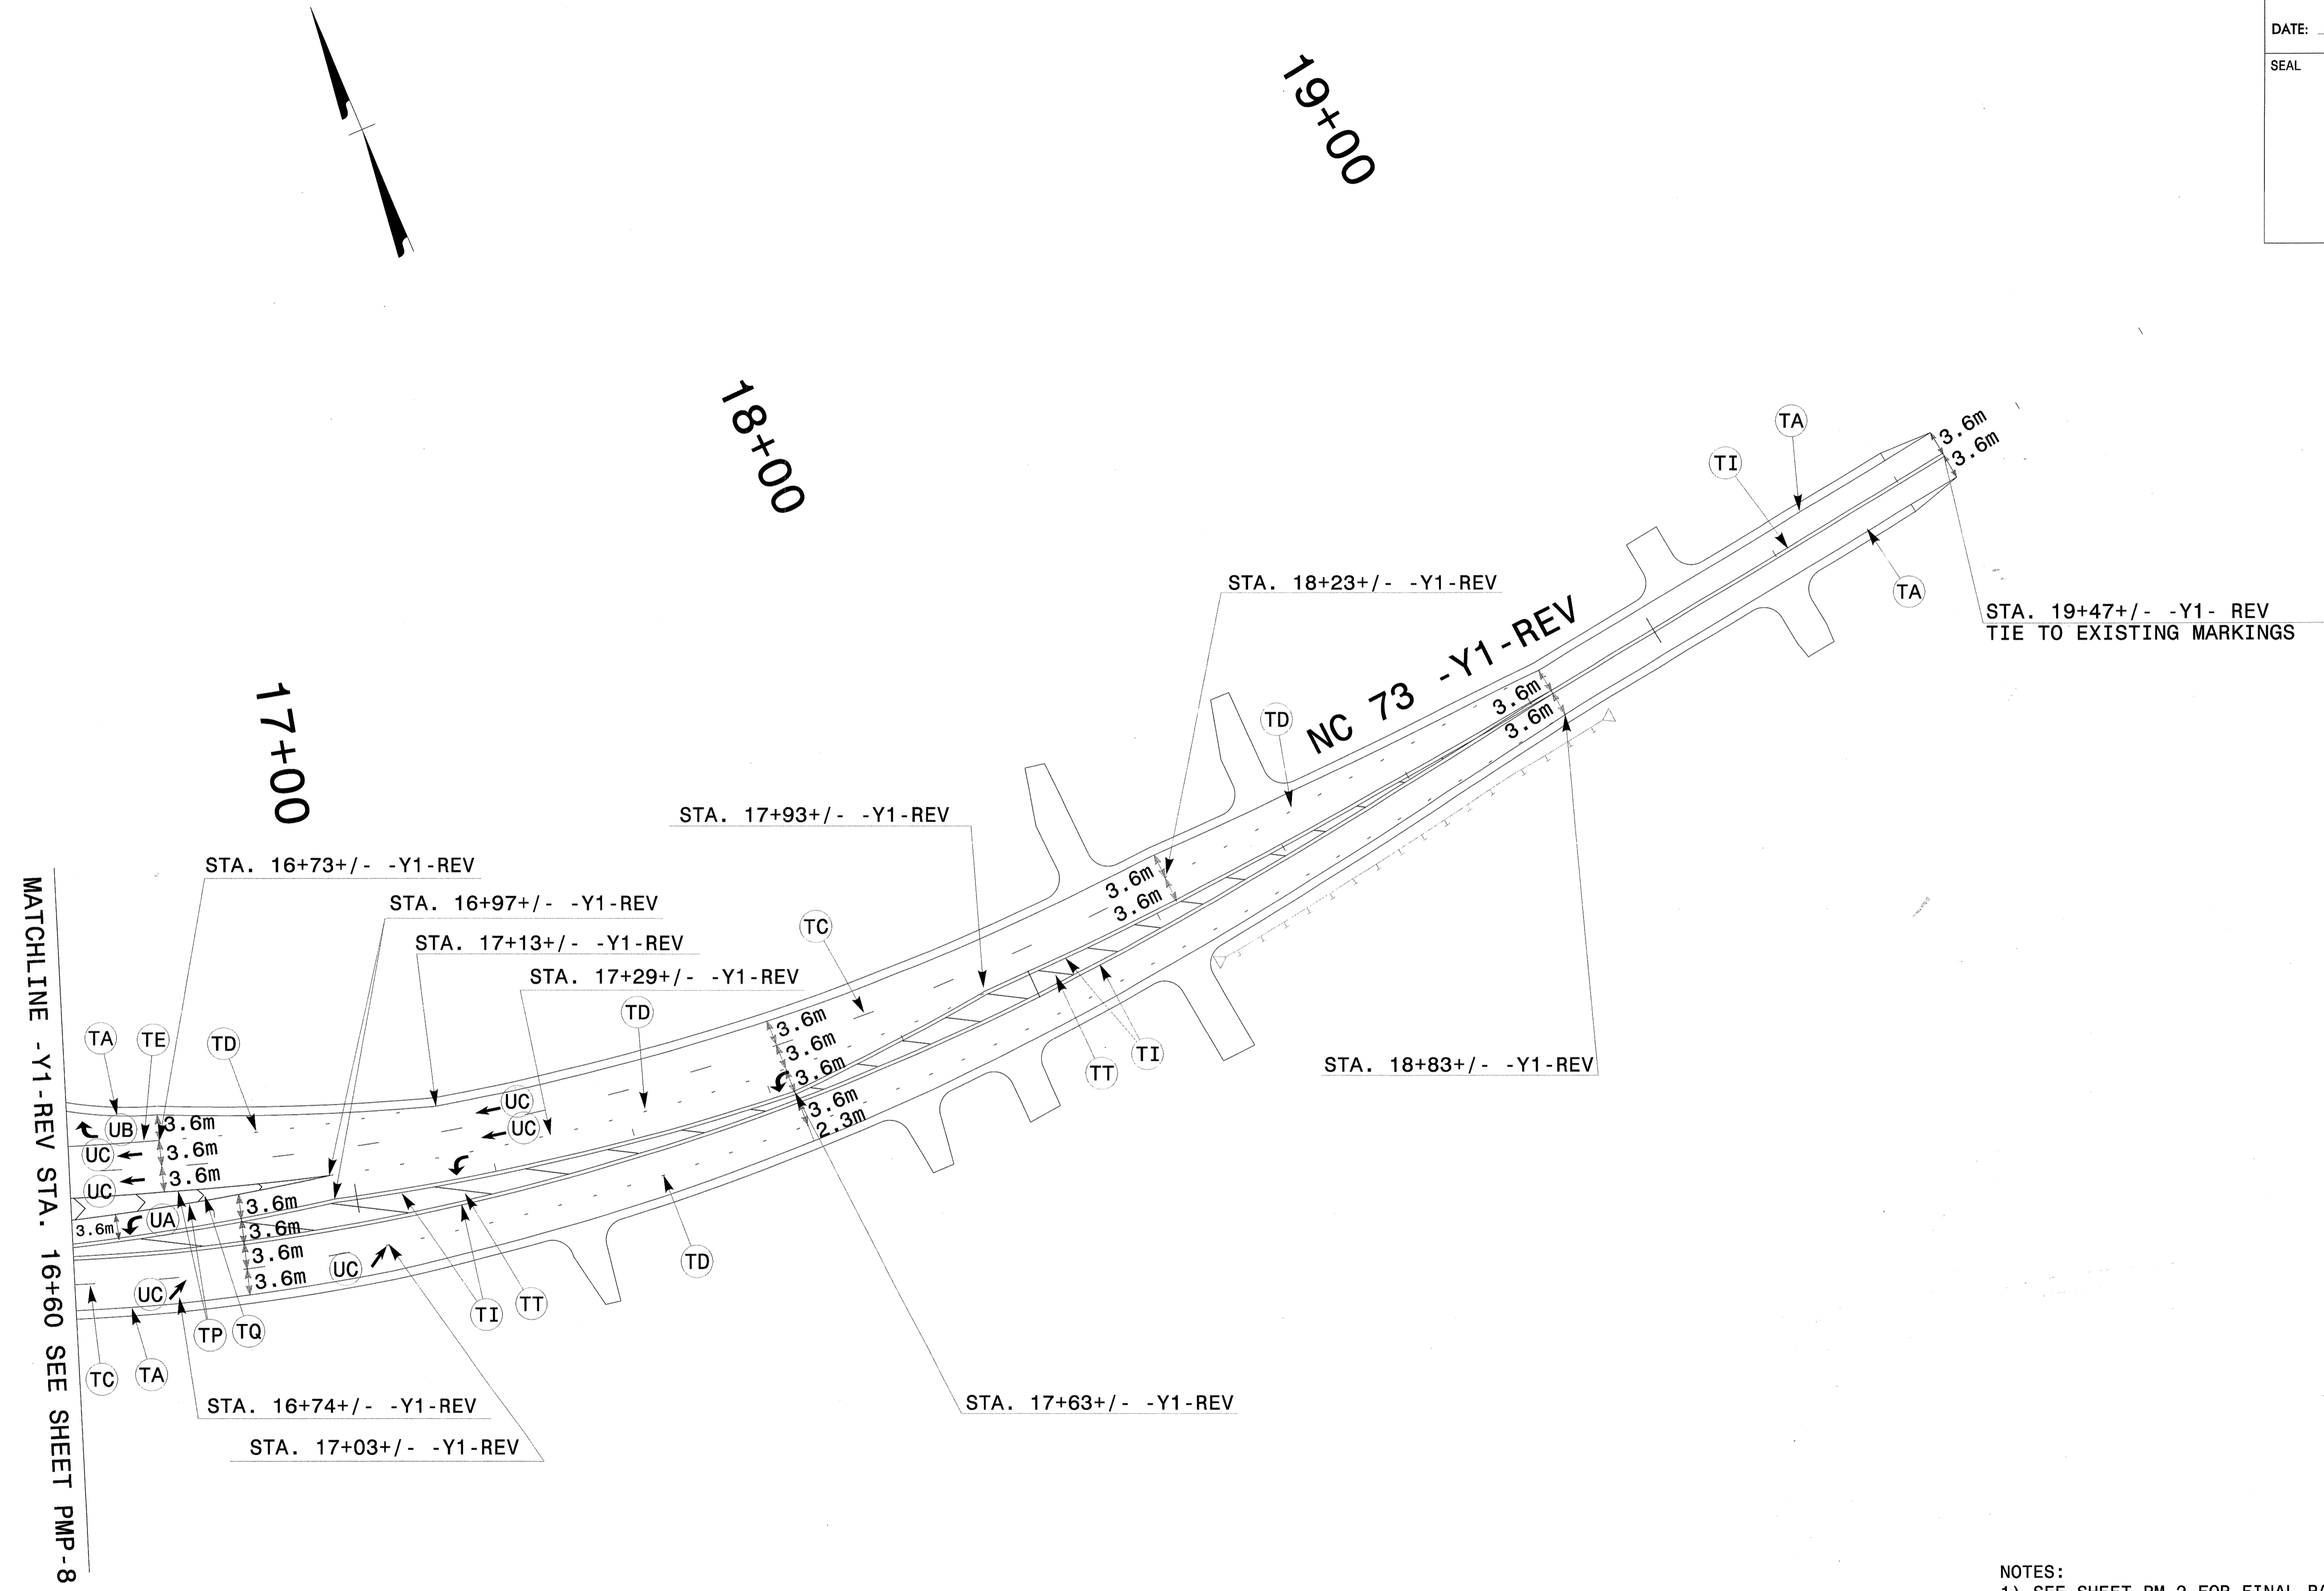 DATE:
SEAL
19+00
18+00
17+00
3.6m
3.6m
TA
TI
TA
STA. 18+23+/- -Y1-REV
STA. 19+47+/- -Y1- REV
TIE TO EXISTING MARKINGS
NC 73 -Y1-REV
TD
3.6m
3.6m
STA. 17+93+/- -Y1-REV
STA. 16+73+/- -Y1-REV
STA. 16+97+/- -Y1-REV
STA. 17+13+/- -Y1-REV
STA. 17+29+/- -Y1-REV
3.6m
3.6m
TC
TD
TA
TE
TD
3.6m
3.6m
3.6m
3.6m
2.3m
TT
TI
STA. 18+83+/- -Y1-REV
UC
UC
UB
3.6m
UC
3.6m
UC
3.6m
UA
3.6m
3.6m
3.6m
3.6m
3.6m
UC
UC
TD
TI
TT
TP
TQ
TC
TA
STA. 16+74+/- -Y1-REV
STA. 17+03+/- -Y1-REV
STA. 17+63+/- -Y1-REV
MATCHLINE -Y1-REV STA. 16+60 SEE SHEET PMP-8
NOTES:
1) SEE SHEET PM-2 FOR FINAL